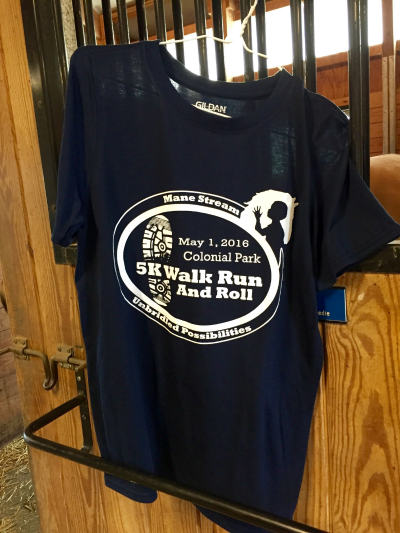 GILDAN
Mane Stream
May 1, 2016
Colonial Park
5K Walk Run
And Roll
Unbridled Possibilities